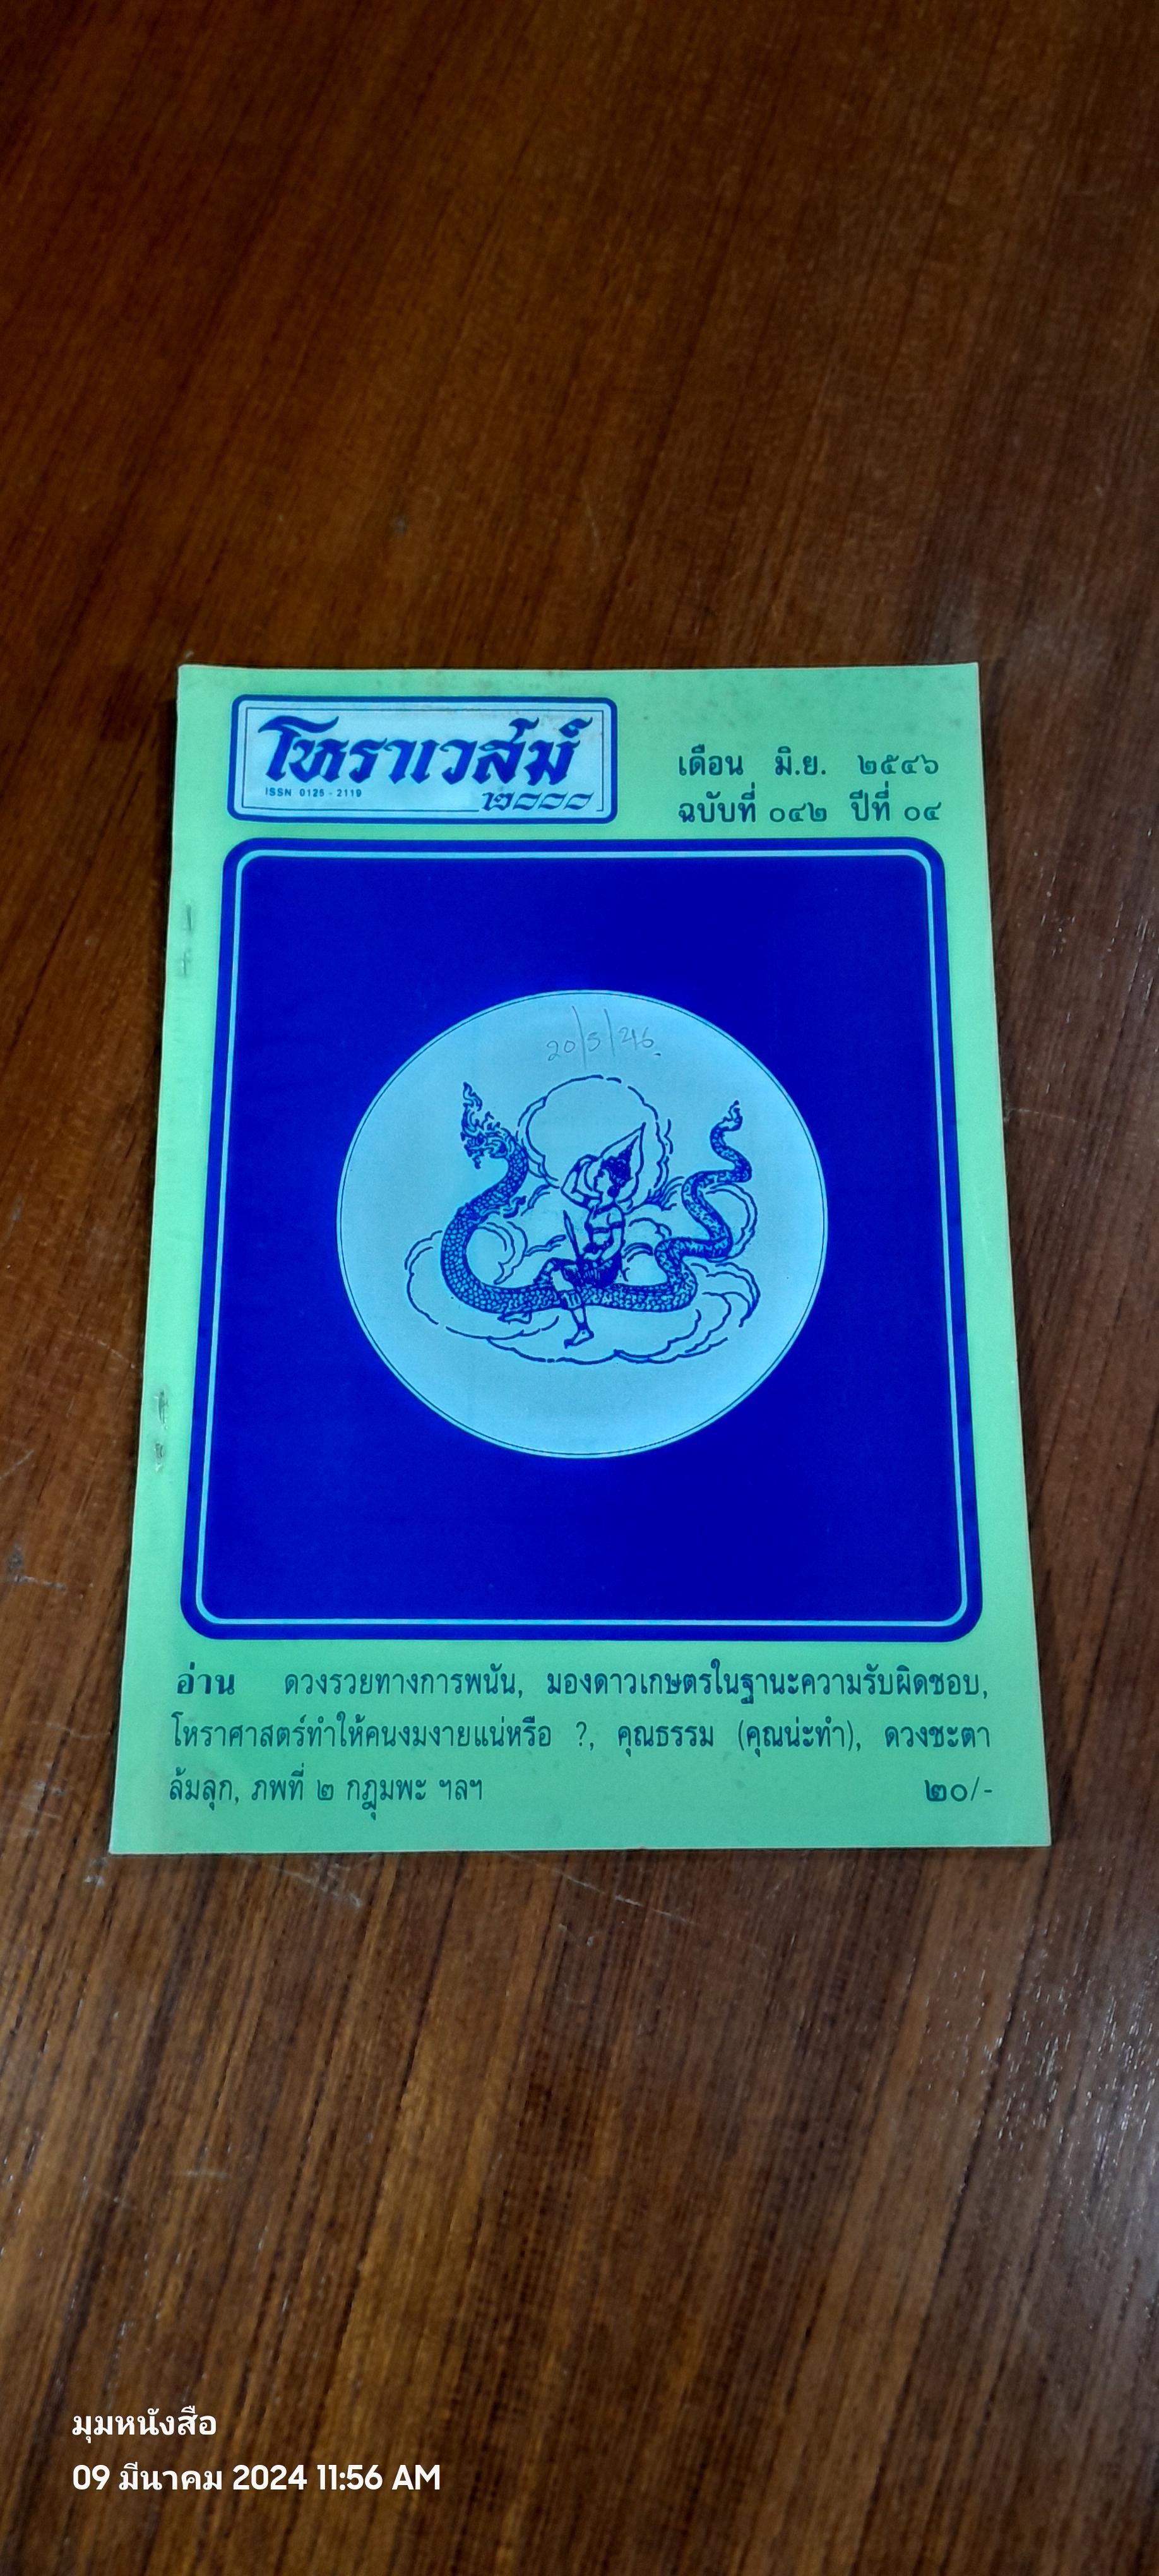 โหราเวสม์
ISSN 0125 - 2119
๒๐๐๐
เดือน มิ.ย. ๒๕๔๖
ฉบับที่ ๐๔๒ ปีที่ ๐๔
20/5/46.
อ่าน ดวงรวยทางการพนัน, มองดาวเกษตรในฐานะความรับผิดชอบ,
โหราศาสตร์ทำให้คนงมงายแน่หรือ ?, คุณธรรม (คุณน่ะทำ), ดวงชะตา
ล้มลุก, ภพที่ ๒ กฎุมพะ ฯลฯ ๒๐/-
มุมหนังสือ
09 มีนาคม 2024 11:56 AM